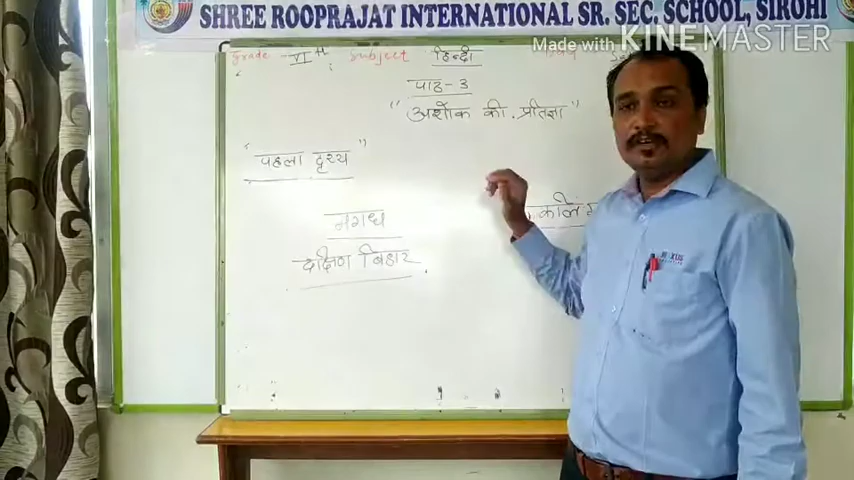 SHREE ROOPRAJAT INTERNATIONAL SR. SEC. SCHOOL, SIROHI
Made with KINEMASTER
Grade - VIth Subject हिन्दी
पाठ-3
"अशोक की प्रतिज्ञा"
"पहला दृश्य"
मगध
दक्षिण बिहार